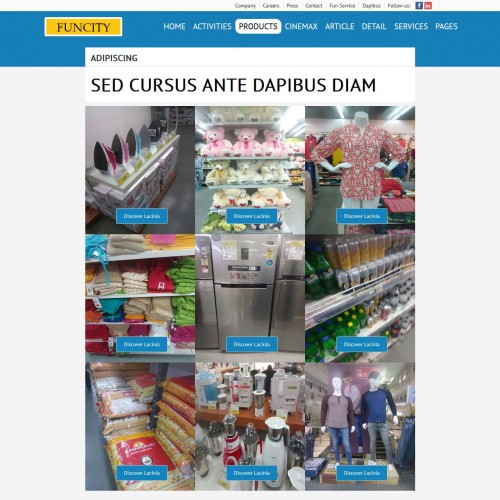 Company Careers Press Contact Fun Service Dapibus Follow us:
FUNCITY
HOME ACTIVITIES PRODUCTS CINEMAX ARTICLE DETAIL SERVICES PAGES
ADIPISCING
SED CURSUS ANTE DAPIBUS DIAM
Discover Lacinia Discover Lacinia Discover Lacinia
Discover Lacinia Discover Lacinia Discover Lacinia
Discover Lacinia Discover Lacinia Discover Lacinia